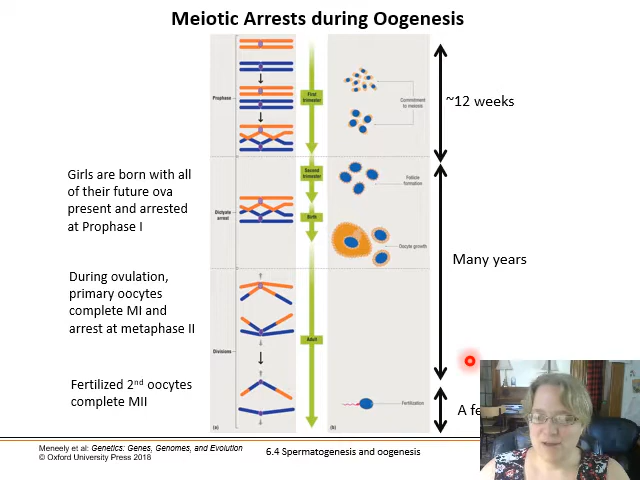 Meiotic Arrests during Oogenesis
Prophase
First
trimester
Commitment
to meiosis
~12 weeks
Girls are born with all
of their future ova
present and arrested
at Prophase I
Second
trimester
Follicle
formation
Dictyate
arrest
Birth
Oocyte growth
Many years
During ovulation,
primary oocytes
complete MI and
arrest at metaphase II
Adult
Divisions
Fertilized 2nd oocytes
complete MII
Fertilization
A fe
(a)
(b)
Meneely et al: Genetics: Genes, Genomes, and Evolution
© Oxford University Press 2018
6.4 Spermatogenesis and oogenesis